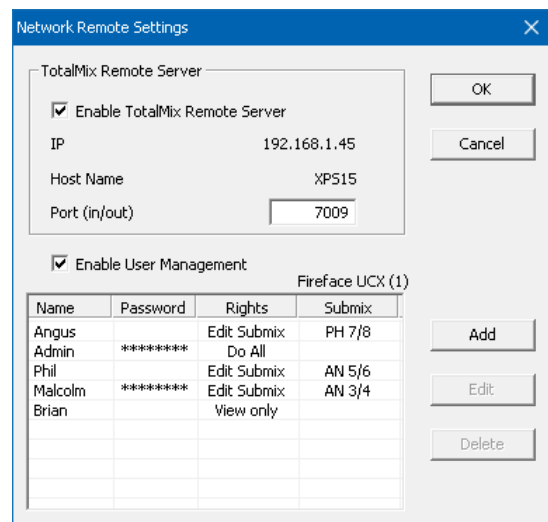 Network Remote Settings
TotalMix Remote Server
Enable TotalMix Remote Server
IP 192.168.1.45
Host Name XPS15
Port (in/out) 7009
Enable User Management
Fireface UCX (1)
Name Password Rights Submix
Angus Edit Submix PH 7/8
Admin ******** Do All
Phil Edit Submix AN 5/6
Malcolm ******** Edit Submix AN 3/4
Brian View only
OK
Cancel
Add
Edit
Delete